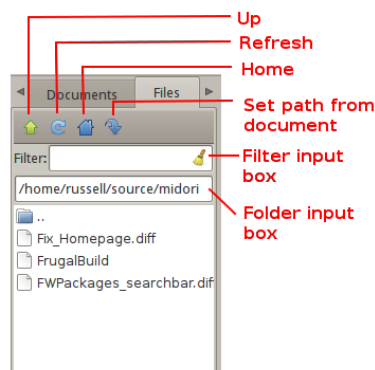 Up
Refresh
Home
Documents
Files
Set path from
document
Filter:
Filter input
box
/home/russell/source/midori
Folder input
box
..
Fix_Homepage.diff
FrugalBuild
FWPackages_searchbar.dif